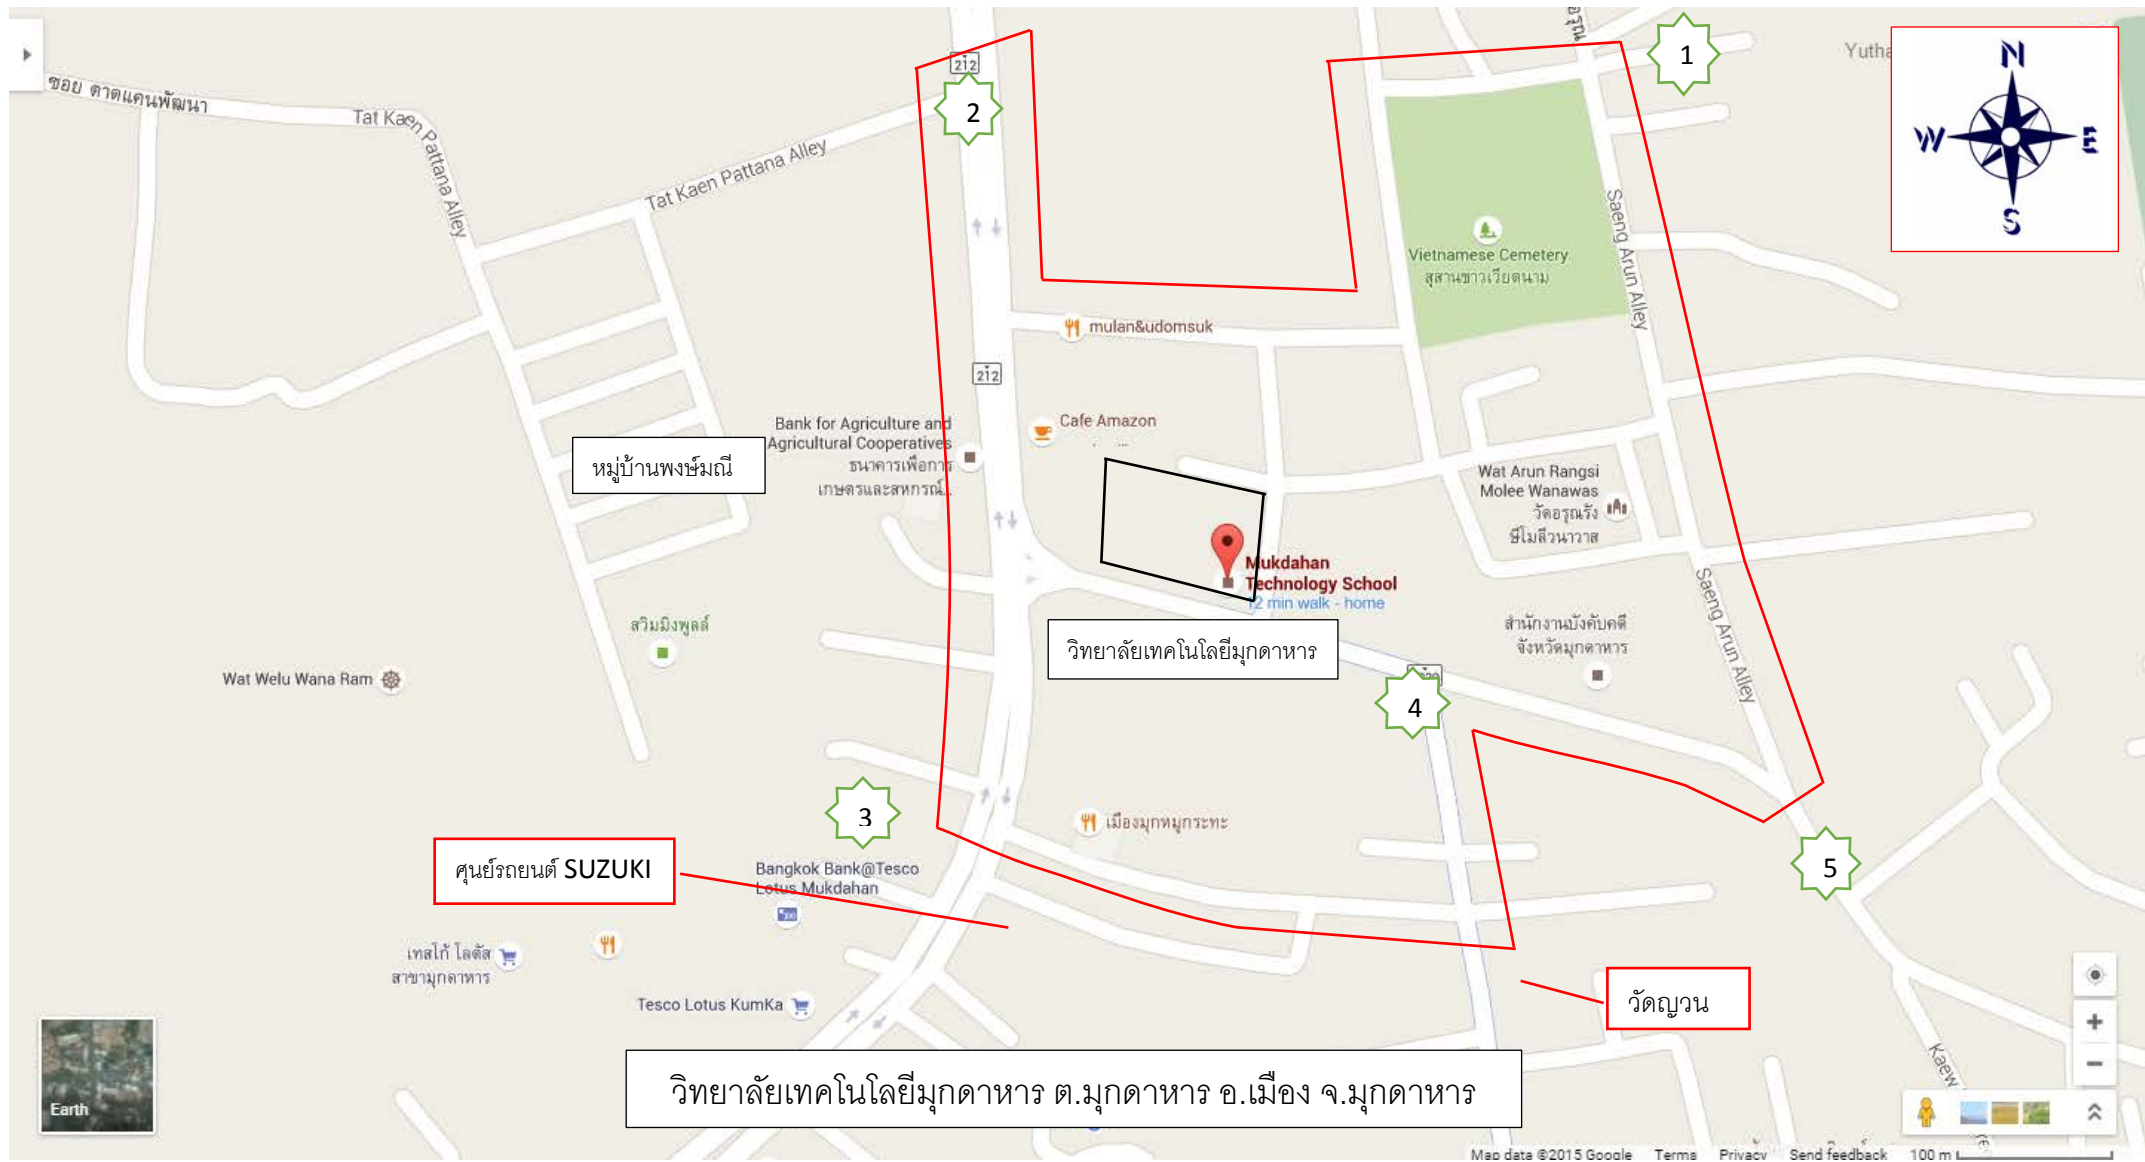 212
1
N
W
E
S
2
ซอย ตาดแคนพัฒนา
Tat Kaen Pattana Alley
Tat Kaen Pattana Alley
Saeng Arun Alley
Vietnamese Cemetery
สุสานชาวเวียดนาม
mulan&udomsuk
212
Cafe Amazon
Bank for Agriculture and
Agricultural Cooperatives
ธนาคารเพื่อการ
เกษตรและสหกรณ์...
หมู่บ้านพงษ์มณี
Wat Arun Rangsi
Molee Wanawas
วัดอรุณรัง
ษีโมลีวนาวาส
Mukdahan
Technology School
12 min walk - home
วิทยาลัยเทคโนโลยีมุกดาหาร
สำนักงานบังคับคดี
จังหวัดมุกดาหาร
Saeng Arun Alley
สวิมมิงพูลล์
Wat Welu Wana Ram
4
3
เมืองมุกหมูกระทะ
ศูนย์รถยนต์ SUZUKI
Bangkok Bank@Tesco
Lotus Mukdahan
5
เทสโก้ โลตัส
สาขามุกดาหาร
Tesco Lotus KumKa
วัดญวน
Kaew
วิทยาลัยเทคโนโลยีมุกดาหาร ต.มุกดาหาร อ.เมือง จ.มุกดาหาร
Earth
Map data ©2015 Google Terms Privacy Send feedback 100 m